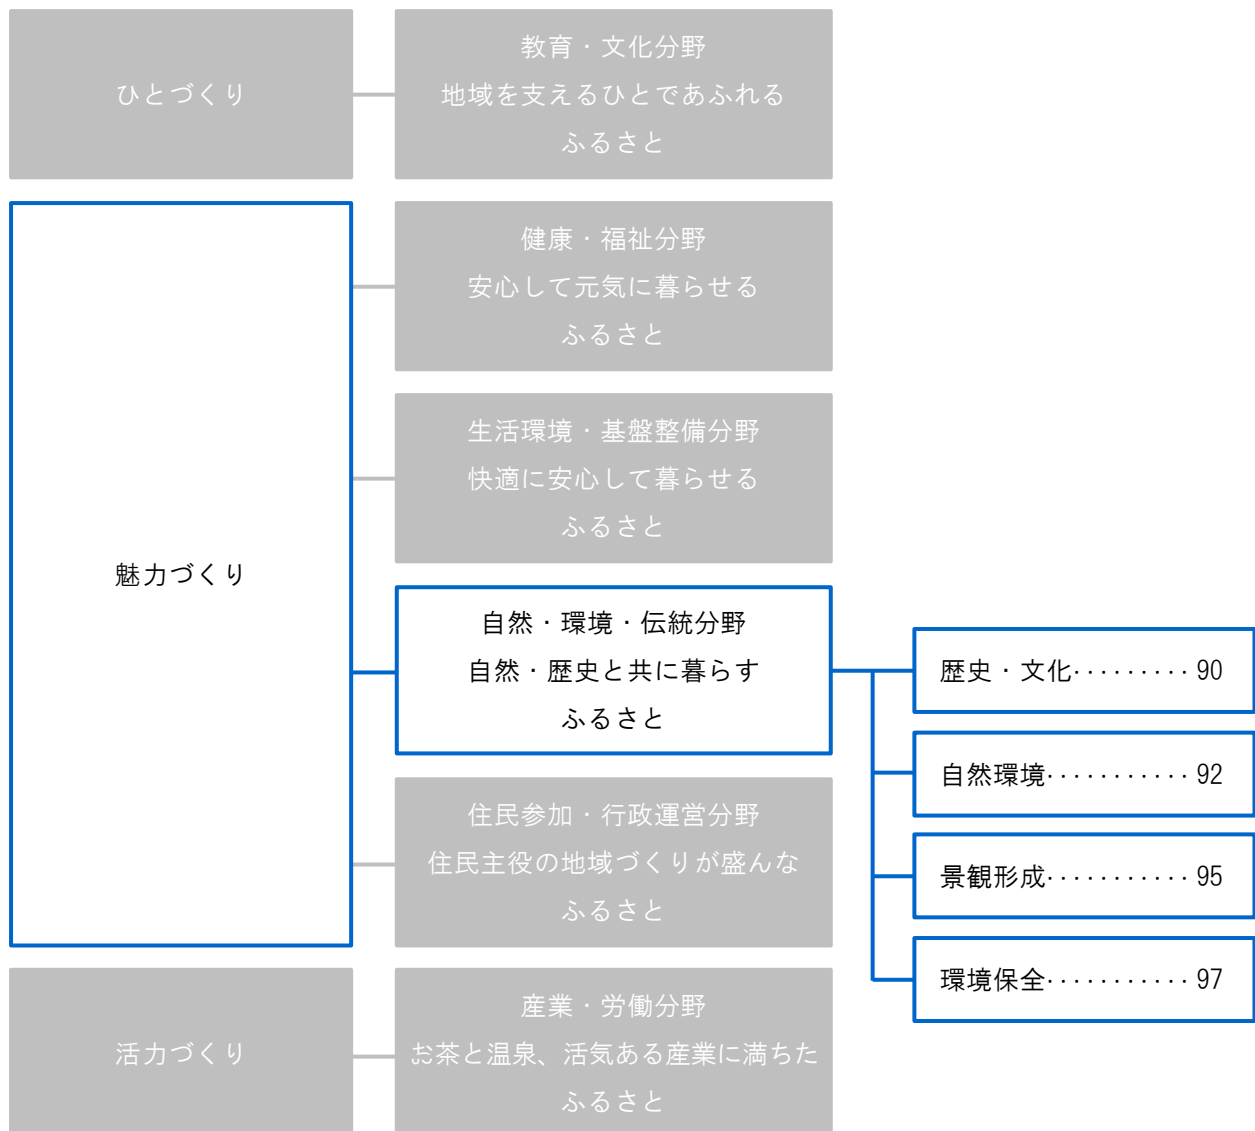 ひとづくり
教育・文化分野
地域を支えるひとであふれる
ふるさと
魅力づくり
健康・福祉分野
安心して元気に暮らせる
ふるさと
生活環境・基盤整備分野
快適に安心して暮らせる
ふるさと
自然・環境・伝統分野
自然・歴史と共に暮らす
ふるさと
歴史・文化‥‥‥‥‥90
自然環境‥‥‥‥‥‥92
景観形成‥‥‥‥‥‥95
環境保全‥‥‥‥‥‥97
住民参加・行政運営分野
住民主役の地域づくりが盛んな
ふるさと
活力づくり
産業・労働分野
お茶と温泉、活気ある産業に満ちた
ふるさと